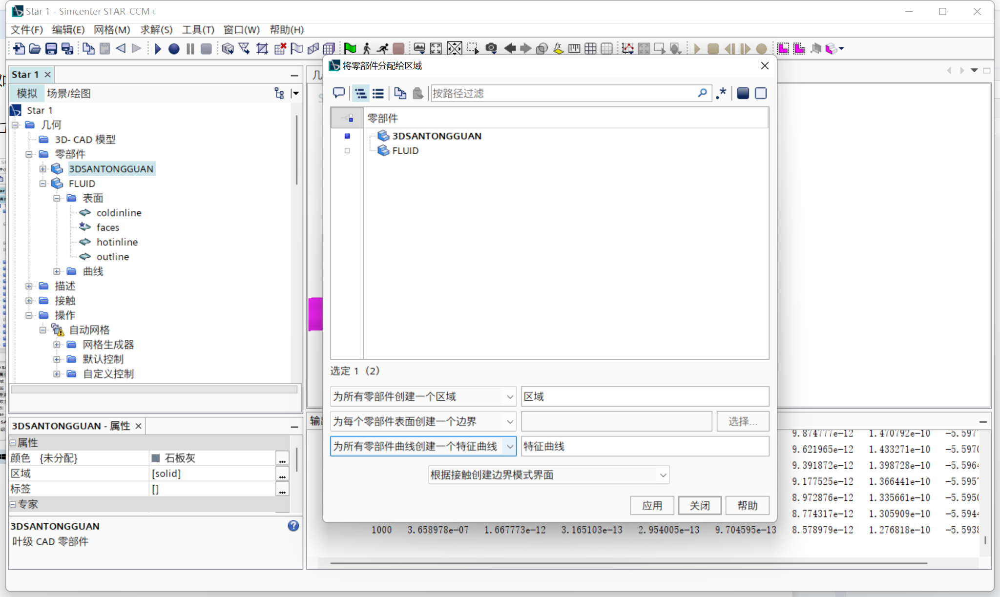 Star 1 - Simcenter STAR-CCM+
文件(F) 编辑(E) 网格(M) 求解(S) 工具(T) 窗口(W) 帮助(H)
Star 1
模拟 场景/绘图
Star 1
几何
3D- CAD 模型
零部件
3DSANTONGGUAN
FLUID
表面
coldinline
faces
hotinline
outline
曲线
描述
接触
操作
自动网格
网格生成器
默认控制
自定义控制
3DSANTONGGUAN - 属性
属性
颜色 {未分配} 石板灰
区域 [solid]
标签 []
专家
3DSANTONGGUAN
叶级 CAD 零部件
将零部件分配给区域
按路径过滤
零部件
3DSANTONGGUAN
FLUID
选定 1 (2)
为所有零部件创建一个区域 区域
为每个零部件表面创建一个边界 选择...
为所有零部件曲线创建一个特征曲线 特征曲线
根据接触创建边界模式界面
应用 关闭 帮助
9.874777e-12 1.470792e-10 -5.597
9.621965e-12 1.433271e-10 -5.597
9.391872e-12 1.398728e-10 -5.596
9.177525e-12 1.366441e-10 -5.595
8.972876e-12 1.335661e-10 -5.595
8.774317e-12 1.305909e-10 -5.594
1000 3.658978e-07 1.667773e-12 3.165103e-13 2.954005e-13 9.704595e-13 8.578979e-12 1.276818e-10 -5.593